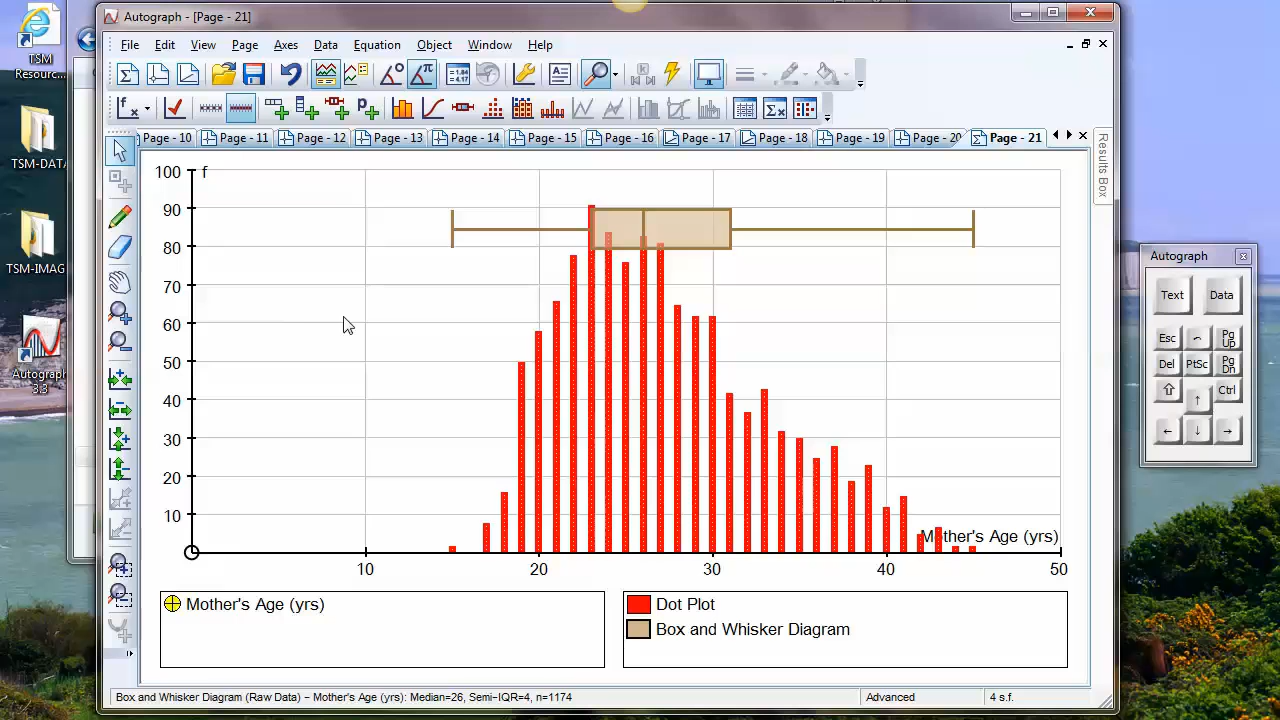 TSM
Resourc...
TSM-DATA
TSM-IMAG
Autograph
3.3
Autograph - [Page - 21]
File Edit View Page Axes Data Equation Object Window Help
Page - 10 Page - 11 Page - 12 Page - 13 Page - 14 Page - 15 Page - 16 Page - 17 Page - 18 Page - 19 Page - 20 Page - 21
Results Box
100 f
90
80
70
60
50
40
30
20
10
Mother's Age (yrs)
10 20 30 40 50
Mother's Age (yrs)
Dot Plot
Box and Whisker Diagram
Box and Whisker Diagram (Raw Data) – Mother's Age (yrs): Median=26, Semi-IQR=4, n=1174
Advanced
4 s.f.
Autograph
Text Data
Esc Pg Up
Del PtSc Pg Dn
Ctrl